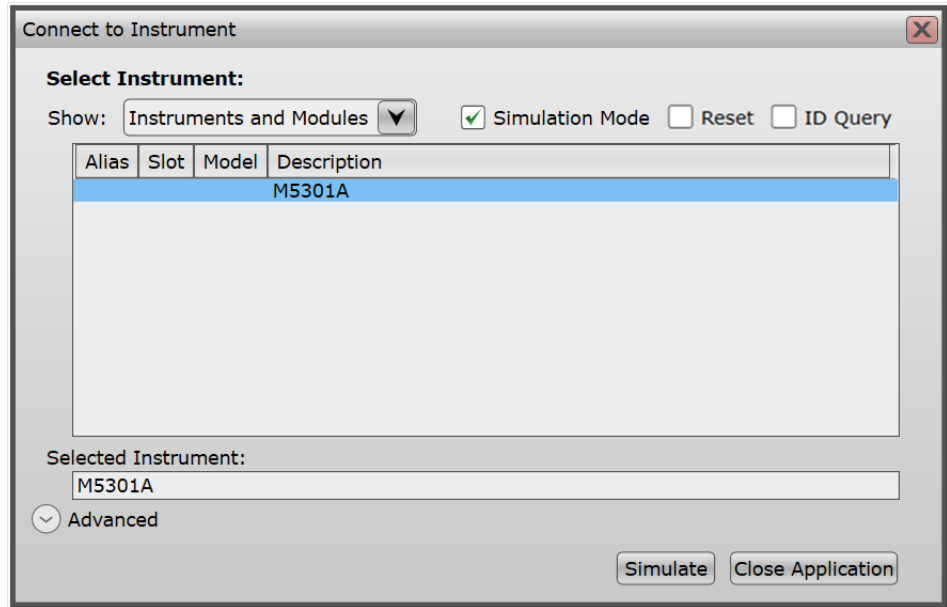 Connect to Instrument
Select Instrument:
Show: Instruments and Modules Simulation Mode Reset ID Query
Alias Slot Model Description
M5301A
Selected Instrument:
M5301A
Advanced
Simulate Close Application